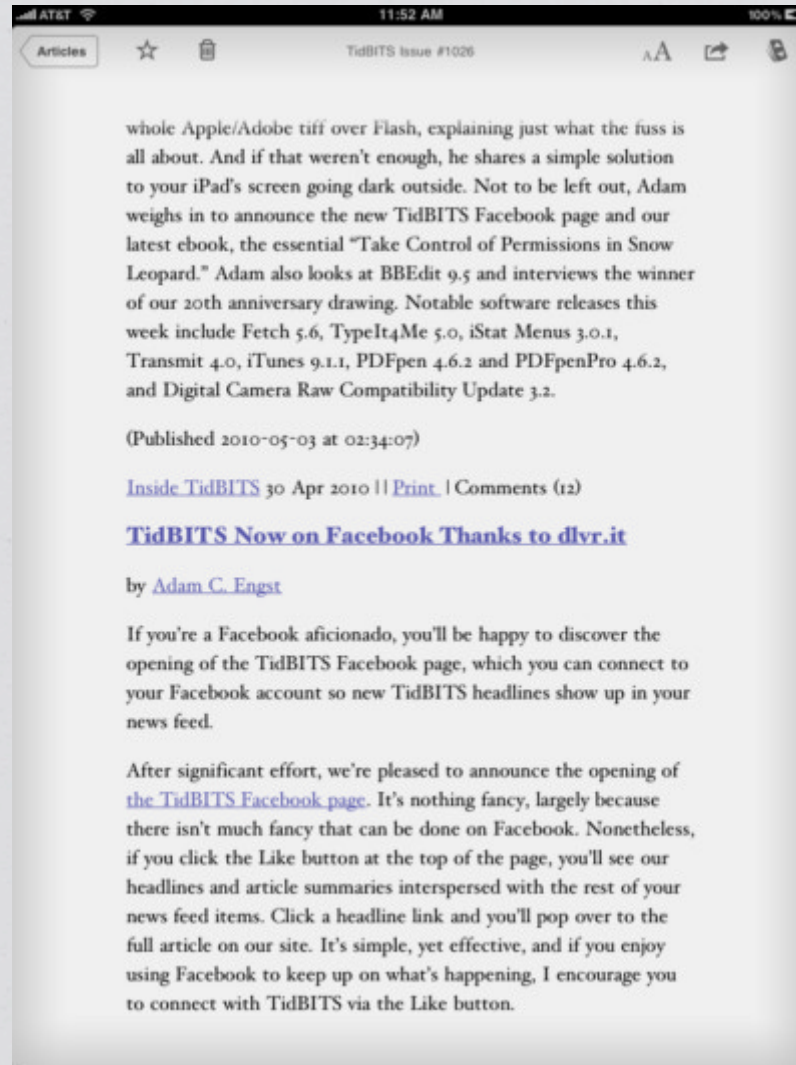 AT&T 11:52 AM 100%
Articles TidBITS Issue #1026 AA
whole Apple/Adobe tiff over Flash, explaining just what the fuss is
all about. And if that weren't enough, he shares a simple solution
to your iPad's screen going dark outside. Not to be left out, Adam
weighs in to announce the new TidBITS Facebook page and our
latest ebook, the essential “Take Control of Permissions in Snow
Leopard.” Adam also looks at BBEdit 9.5 and interviews the winner
of our 20th anniversary drawing. Notable software releases this
week include Fetch 5.6, TypeIt4Me 5.0, iStat Menus 3.0.1,
Transmit 4.0, iTunes 9.1.1, PDFpen 4.6.2 and PDFpenPro 4.6.2,
and Digital Camera Raw Compatibility Update 3.2.
(Published 2010-05-03 at 02:34:07)
Inside TidBITS 30 Apr 2010 || Print | Comments (12)
TidBITS Now on Facebook Thanks to dlvr.it
by Adam C. Engst
If you're a Facebook aficionado, you'll be happy to discover the
opening of the TidBITS Facebook page, which you can connect to
your Facebook account so new TidBITS headlines show up in your
news feed.
After significant effort, we're pleased to announce the opening of
the TidBITS Facebook page. It's nothing fancy, largely because
there isn't much fancy that can be done on Facebook. Nonetheless,
if you click the Like button at the top of the page, you'll see our
headlines and article summaries interspersed with the rest of your
news feed items. Click a headline link and you'll pop over to the
full article on our site. It's simple, yet effective, and if you enjoy
using Facebook to keep up on what's happening, I encourage you
to connect with TidBITS via the Like button.